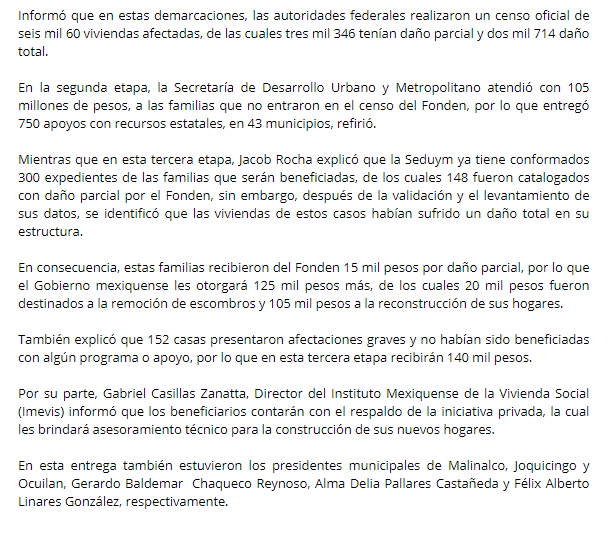 Informó que en estas demarcaciones, las autoridades federales realizaron un censo oficial de
seis mil 60 viviendas afectadas, de las cuales tres mil 346 tenían daño parcial y dos mil 714 daño
total.
En la segunda etapa, la Secretaría de Desarrollo Urbano y Metropolitano atendió con 105
millones de pesos, a las familias que no entraron en el censo del Fonden, por lo que entregó
750 apoyos con recursos estatales, en 43 municipios, refirió.
Mientras que en esta tercera etapa, Jacob Rocha explicó que la Seduym ya tiene conformados
300 expedientes de las familias que serán beneficiadas, de los cuales 148 fueron catalogados
con daño parcial por el Fonden, sin embargo, después de la validación y el levantamiento de
sus datos, se identificó que las viviendas de estos casos habían sufrido un daño total en su
estructura.
En consecuencia, estas familias recibieron del Fonden 15 mil pesos por daño parcial, por lo que
el Gobierno mexiquense les otorgará 125 mil pesos más, de los cuales 20 mil pesos fueron
destinados a la remoción de escombros y 105 mil pesos a la reconstrucción de sus hogares.
También explicó que 152 casas presentaron afectaciones graves y no habían sido beneficiadas
con algún programa o apoyo, por lo que en esta tercera etapa recibirán 140 mil pesos.
Por su parte, Gabriel Casillas Zanatta, Director del Instituto Mexiquense de la Vivienda Social
(Imevis) informó que los beneficiarios contarán con el respaldo de la iniciativa privada, la cual
les brindará asesoramiento técnico para la construcción de sus nuevos hogares.
En esta entrega también estuvieron los presidentes municipales de Malinalco, Joquicingo y
Ocuilan, Gerardo Baldemar Chaqueco Reynoso, Alma Delia Pallares Castañeda y Félix Alberto
Linares González, respectivamente.